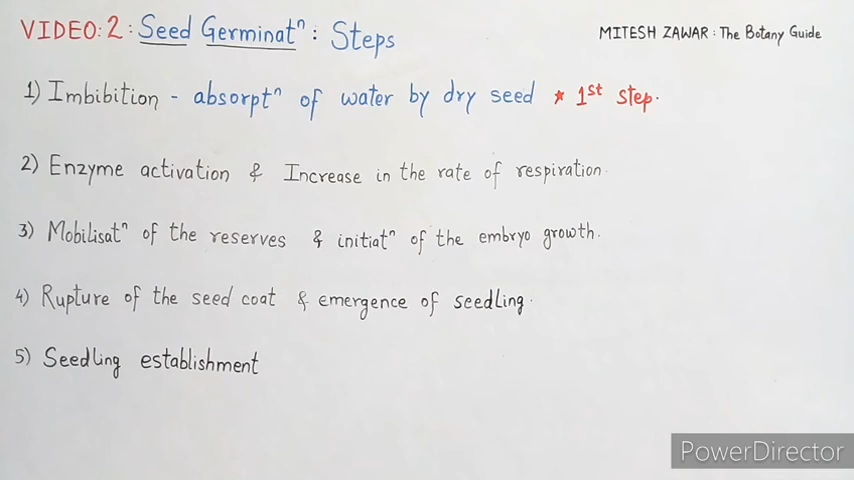 VIDEO: 2 : Seed Germinatⁿ : Steps
MITESH ZAWAR : The Botany Guide
1) Imbibition - absorptⁿ of water by dry seed * 1st step.
2) Enzyme activation & Increase in the rate of respiration.
3) Mobilisatⁿ of the reserves & initiatⁿ of the embryo growth.
4) Rupture of the seed coat & emergence of seedling.
5) Seedling establishment
PowerDirector